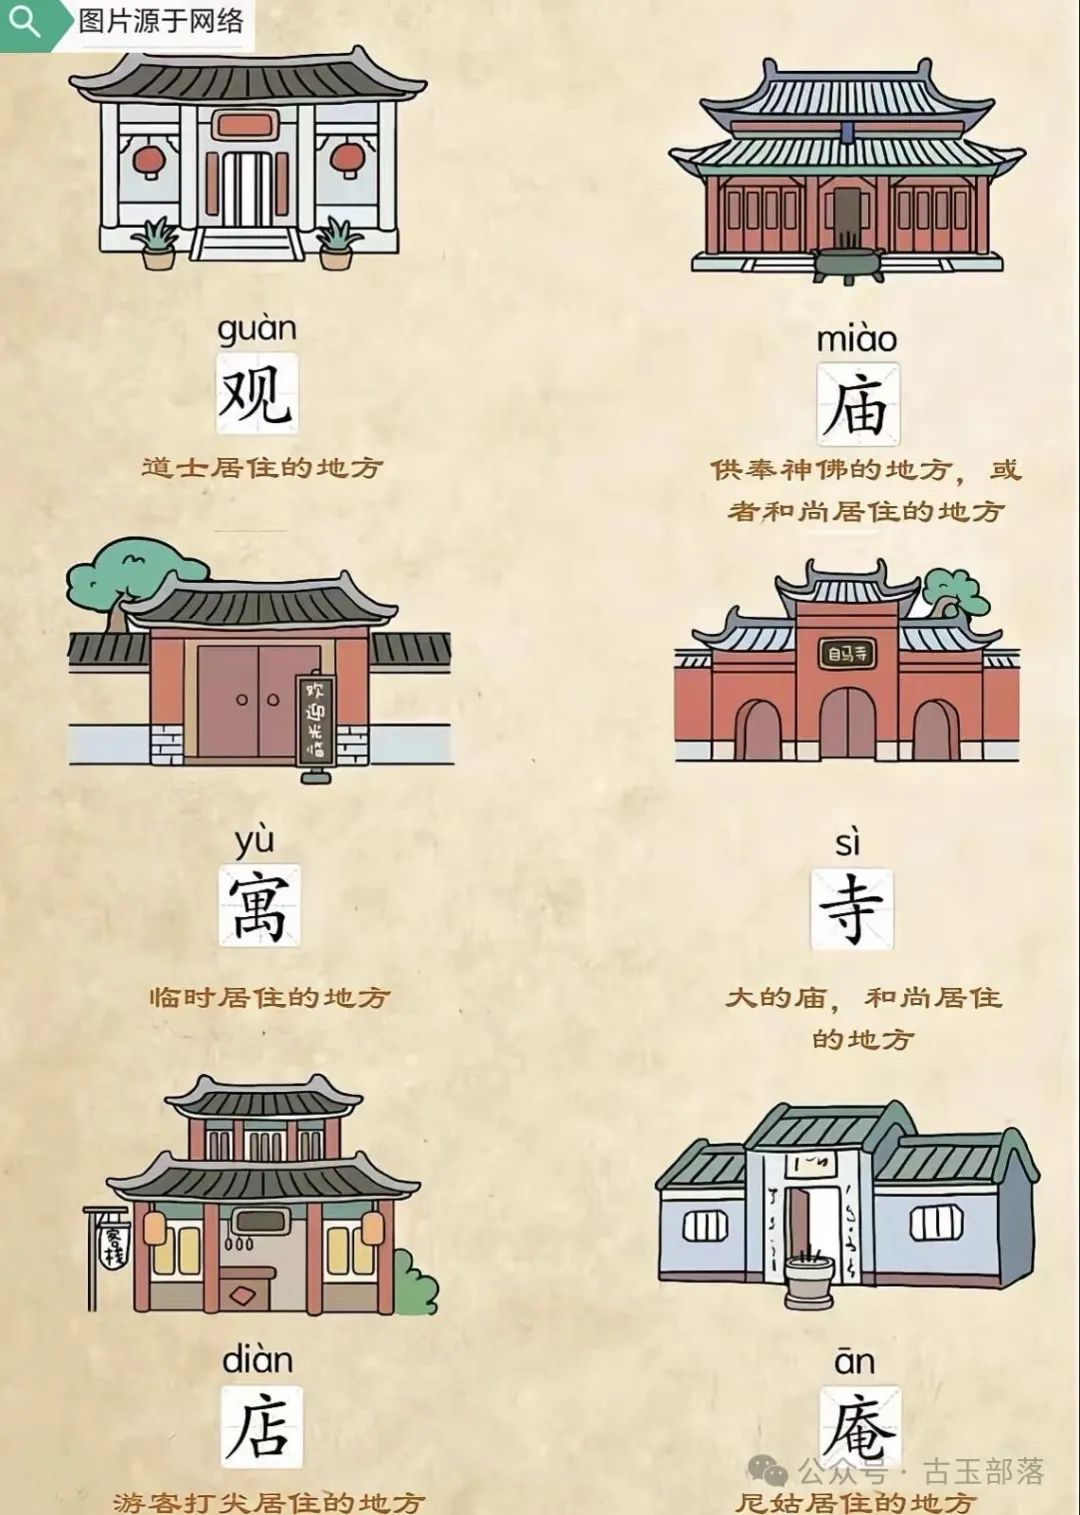 图片源于网络
guàn
观
道士居住的地方
miào
庙
供奉神佛的地方，或
者和尚居住的地方
欢迎光临
yù
寓
临时居住的地方
自马寺
sì
寺
大的庙，和尚居住
的地方
客栈
diàn
店
游客打尖居住的地方
ān
庵
尼姑居住的地方
公众号·古玉部落